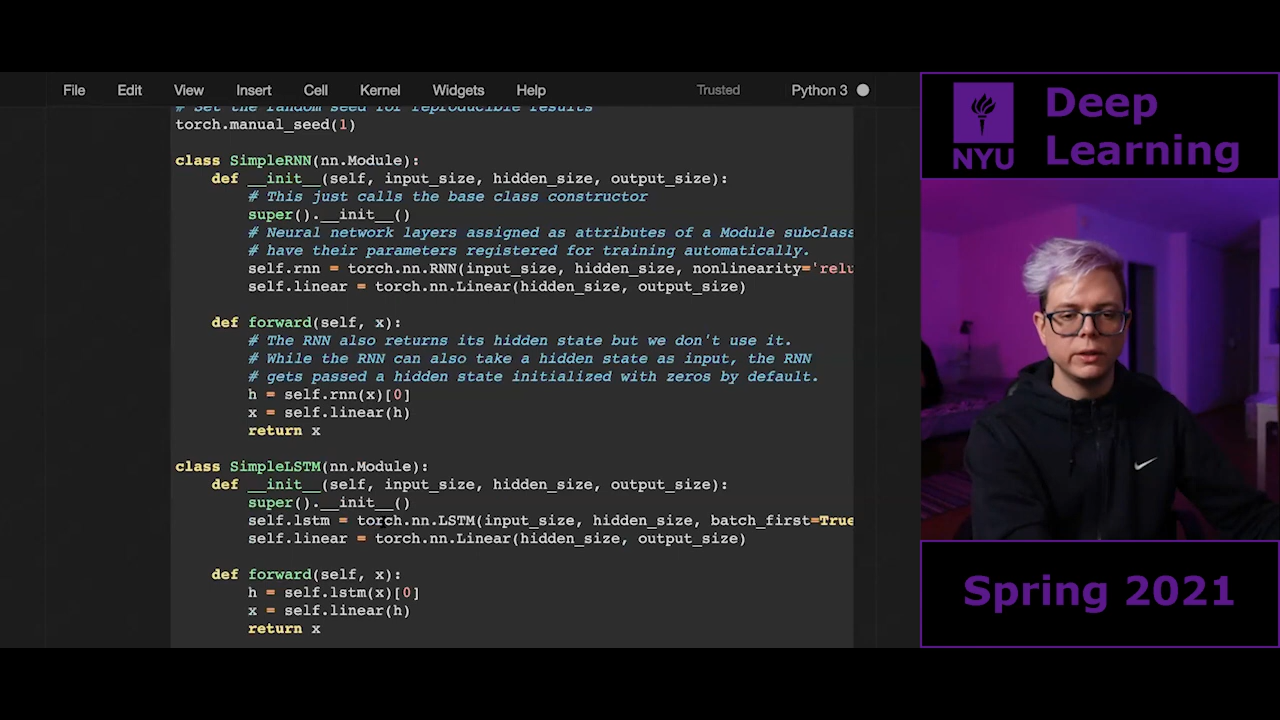 File Edit View Insert Cell Kernel Widgets Help Trusted Python 3
# Set the random seed for reproducible results
torch.manual_seed(1)
class SimpleRNN(nn.Module):
def __init__(self, input_size, hidden_size, output_size):
# This just calls the base class constructor
super().__init__()
# Neural network layers assigned as attributes of a Module subclass
# have their parameters registered for training automatically.
self.rnn = torch.nn.RNN(input_size, hidden_size, nonlinearity='relu
self.linear = torch.nn.Linear(hidden_size, output_size)
def forward(self, x):
# The RNN also returns its hidden state but we don't use it.
# While the RNN can also take a hidden state as input, the RNN
# gets passed a hidden state initialized with zeros by default.
h = self.rnn(x)[0]
x = self.linear(h)
return x
class SimpleLSTM(nn.Module):
def __init__(self, input_size, hidden_size, output_size):
super().__init__()
self.lstm = torch.nn.LSTM(input_size, hidden_size, batch_first=True
self.linear = torch.nn.Linear(hidden_size, output_size)
def forward(self, x):
h = self.lstm(x)[0]
x = self.linear(h)
return x
NYU
Deep
Learning
Spring 2021